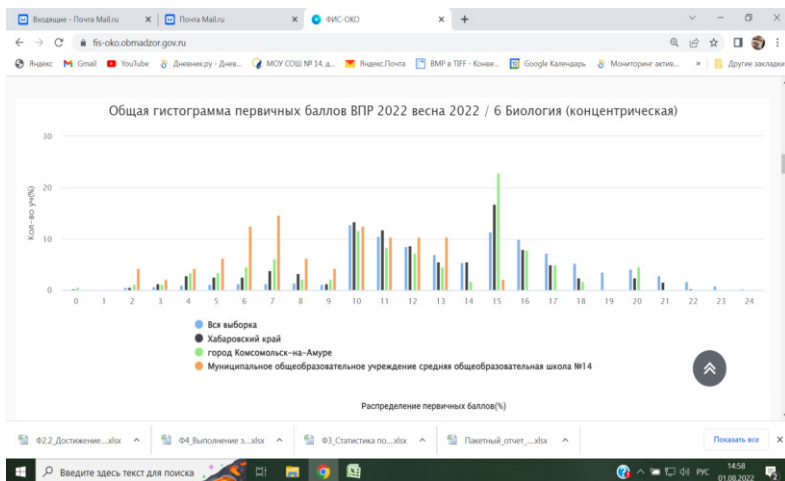 Входящие - Почта Mail.ru
Почта Mail.ru
ФИС-ОКО
fis-oko.obrnadzor.gov.ru
Яндекс
Gmail
YouTube
Дневник.ру - Днев...
МОУ СОШ № 14, д...
Яндекс.Почта
BMP в TIFF - Конве...
Google Календарь
Мониторинг актив...
»
Другие закладки
Общая гистограмма первичных баллов ВПР 2022 весна 2022 / 6 Биология (концентрическая)
Кол-во уч(%)
30
20
10
0
0 1 2 3 4 5 6 7 8 9 10 11 12 13 14 15 16 17 18 19 20 21 22 23 24
Вся выборка
Хабаровский край
город Комсомольск-на-Амуре
Муниципальное общеобразовательное учреждение средняя общеобразовательная школа №14
Распределение первичных баллов(%)
Ф2.2_Достижение....xlsx
Ф4_Выполнение з...xlsx
Ф3_Статистика по...xlsx
Пакетный_отчет_...xlsx
Показать все
Введите здесь текст для поиска
РУС
14:58
01.08.2022